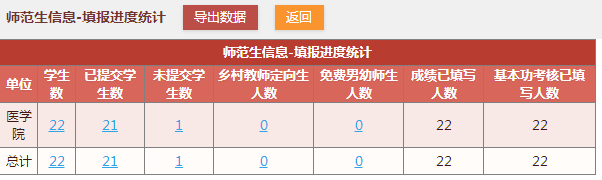 师范生信息-填报进度统计 导出数据 返回
师范生信息-填报进度统计
单位 学生数 已提交学生数 未提交学生数 乡村教师定向生人数 免费男幼师生人数 成绩已填写人数 基本功考核已填写人数
医学院 22 21 1 0 0 22 22
总计 22 21 1 0 0 22 22